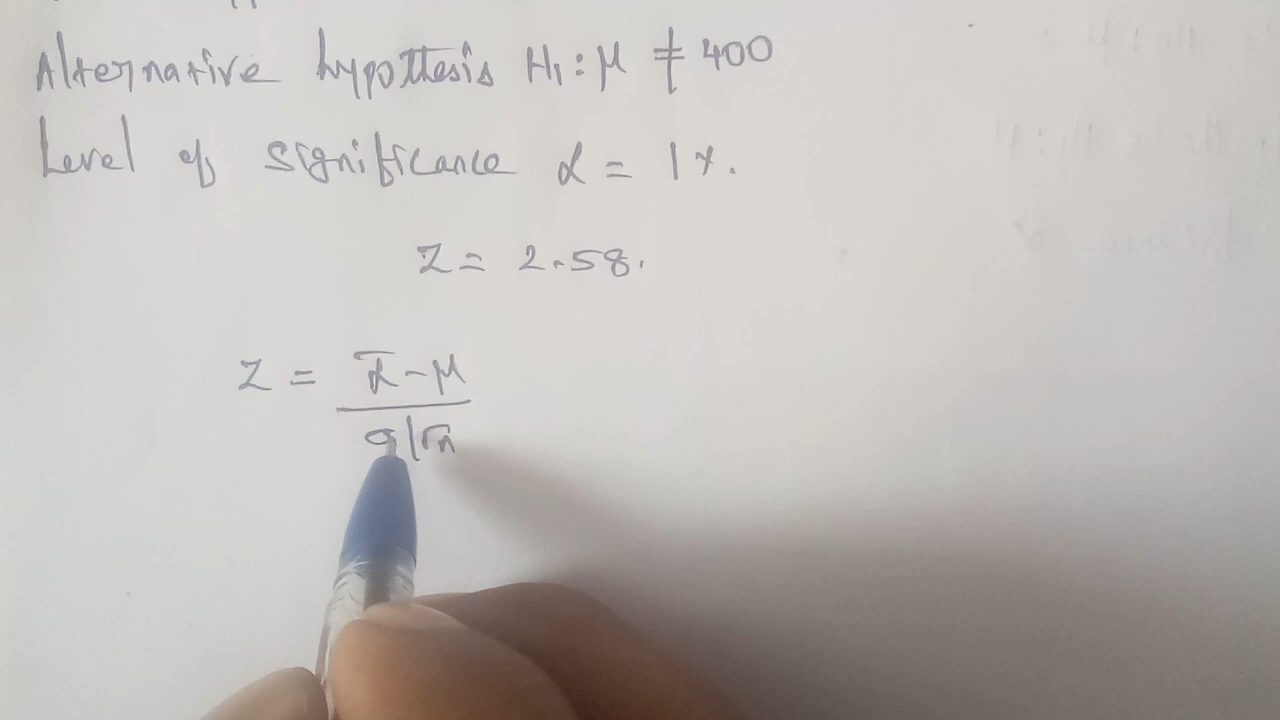 Alternative hypothesis H₁ : μ ≠ 400
Level of significance α = 1%.
Z = 2.58.
Z = x̄ - μ
σ/√n